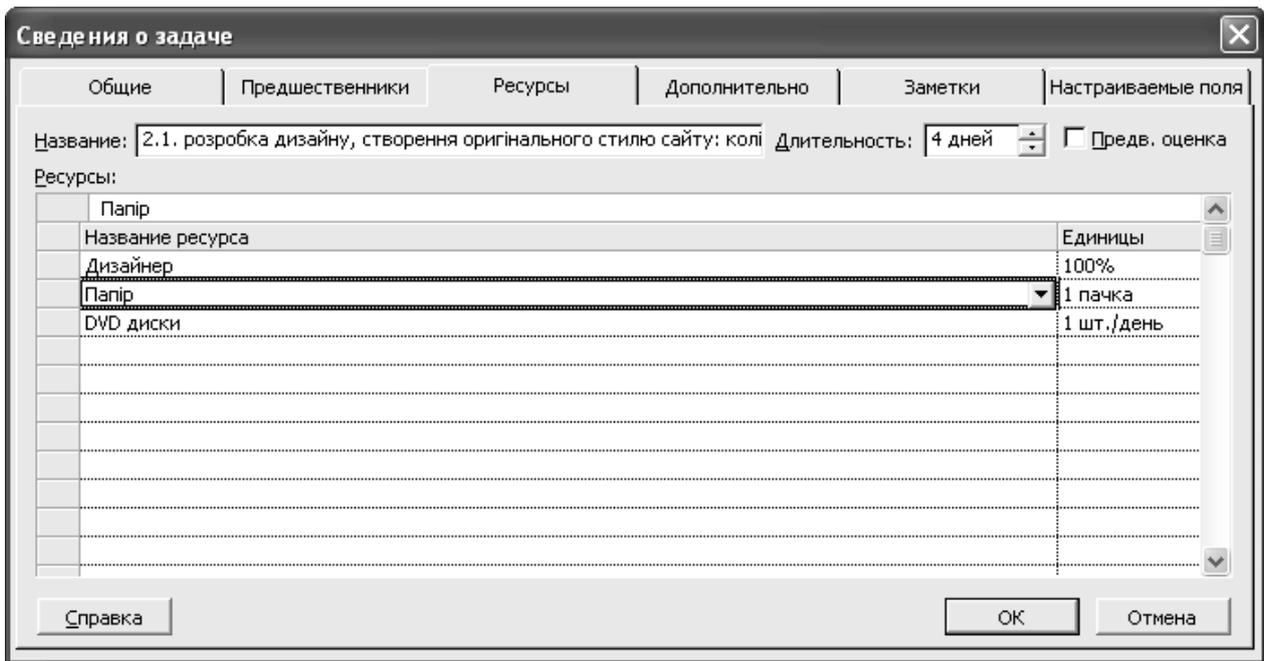 Сведения о задаче
Общие Предшественники Ресурсы Дополнительно Заметки Настраиваемые поля
Название: 2.1. розробка дизайну, створення оригінального стилю сайту: колі Длительность: 4 дней Предв. оценка
Ресурсы:
Папір
Название ресурса Единицы
Дизайнер 100%
Папір 1 пачка
DVD диски 1 шт./день
Справка ОК Отмена